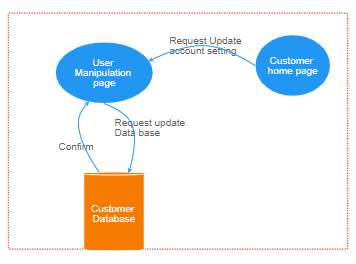 Request Update
account setting
User
Manipulation
page
Customer
home page
Request update
Data base
Confirm
Customer
Database